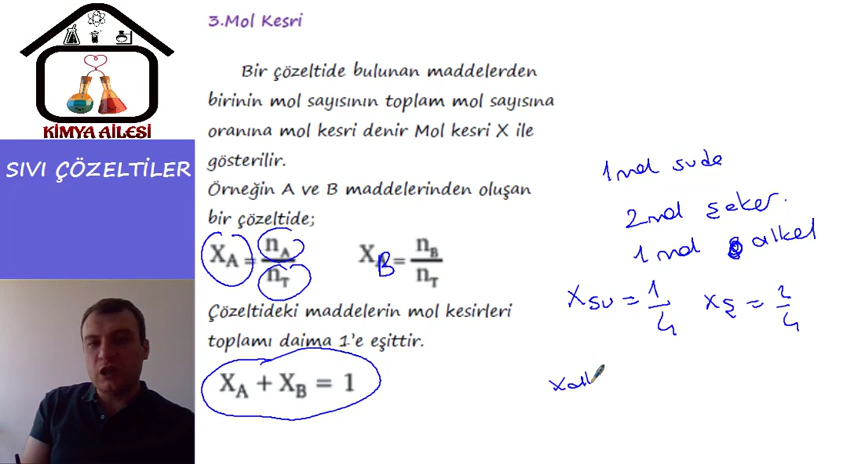 3.Mol Kesri
KİMYA AİLESİ
SIVI ÇÖZELTİLER
Bir çözeltide bulunan maddelerden
birinin mol sayısının toplam mol sayısına
oranına mol kesri denir Mol kesri X ile
gösterilir.
Örneğin A ve B maddelerinden oluşan
bir çözeltide;
X_A = n_A / n_T X_B = n_B / n_T
Çözeltideki maddelerin mol kesirleri
toplamı daima 1'e eşittir.
X_A + X_B = 1
1 mol suda
2 mol şeker.
1 mol alkol
X su = 1/4 X ş = 2/4
X al